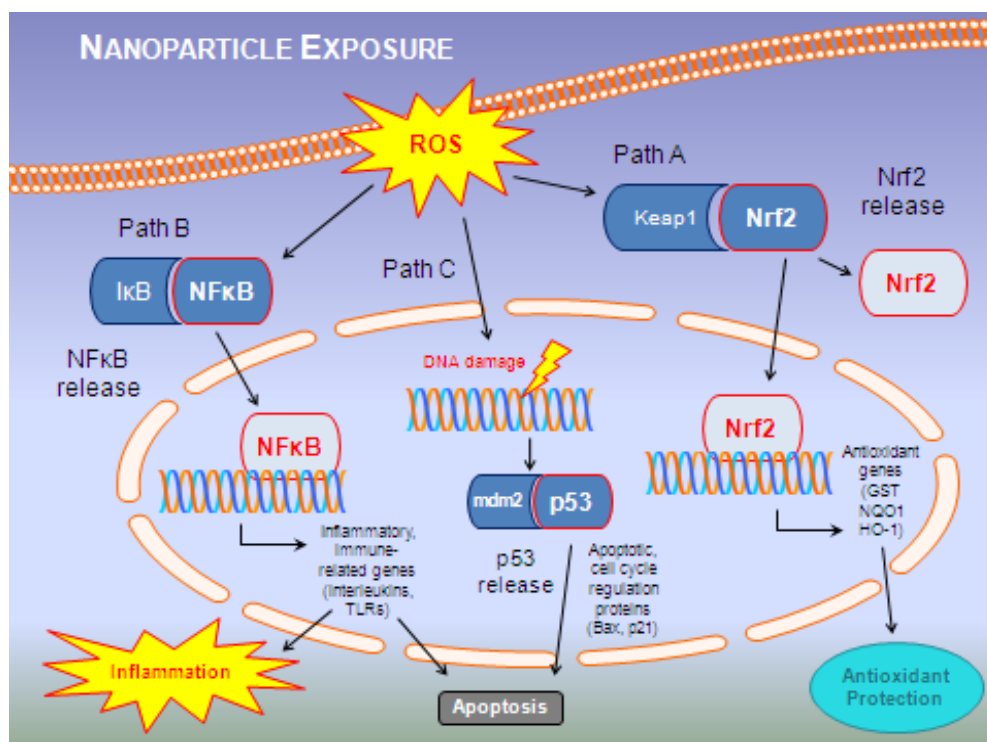 NANOPARTICLE EXPOSURE
ROS
Path A
Keap1
Nrf2
Nrf2
release
Nrf2
Path B
IκB
NFκB
NFκB
release
Path C
DNA damage
NFκB
Inflammatory,
Immune-
related genes
(Interleukins,
TLRs)
mdm2
p53
p53
release
Apoptotic,
cell cycle
regulation
proteins
(Bax, p21)
Nrf2
Antioxidant
genes
(GST
NQO1
HO-1)
Inflammation
Apoptosis
Antioxidant
Protection